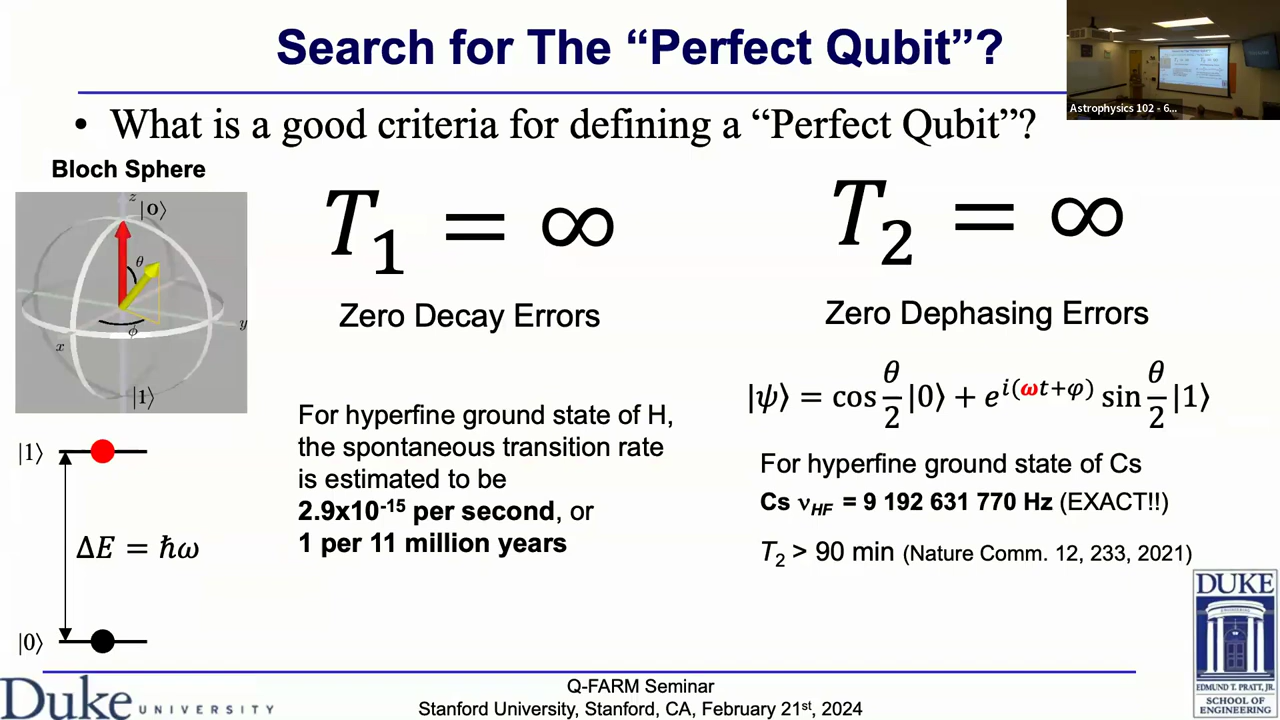 Search for The “Perfect Qubit”?
Astrophysics 102 - 6...
• What is a good criteria for defining a “Perfect Qubit”?
Bloch Sphere
z
|0⟩
θ
ϕ
x
y
|1⟩
T₁ = ∞
Zero Decay Errors
T₂ = ∞
Zero Dephasing Errors
|ψ⟩ = cos θ/2 |0⟩ + e^{i(ωt+φ)} sin θ/2 |1⟩
For hyperfine ground state of H,
the spontaneous transition rate
is estimated to be
2.9x10⁻¹⁵ per second, or
1 per 11 million years
For hyperfine ground state of Cs
Cs ν_HF = 9 192 631 770 Hz (EXACT!!)
T₂ > 90 min (Nature Comm. 12, 233, 2021)
|1⟩
ΔE = ℏω
|0⟩
Duke UNIVERSITY
Q-FARM Seminar
Stanford University, Stanford, CA, February 21st, 2024
DUKE
EDMUND T. PRATT, JR.
SCHOOL OF
ENGINEERING